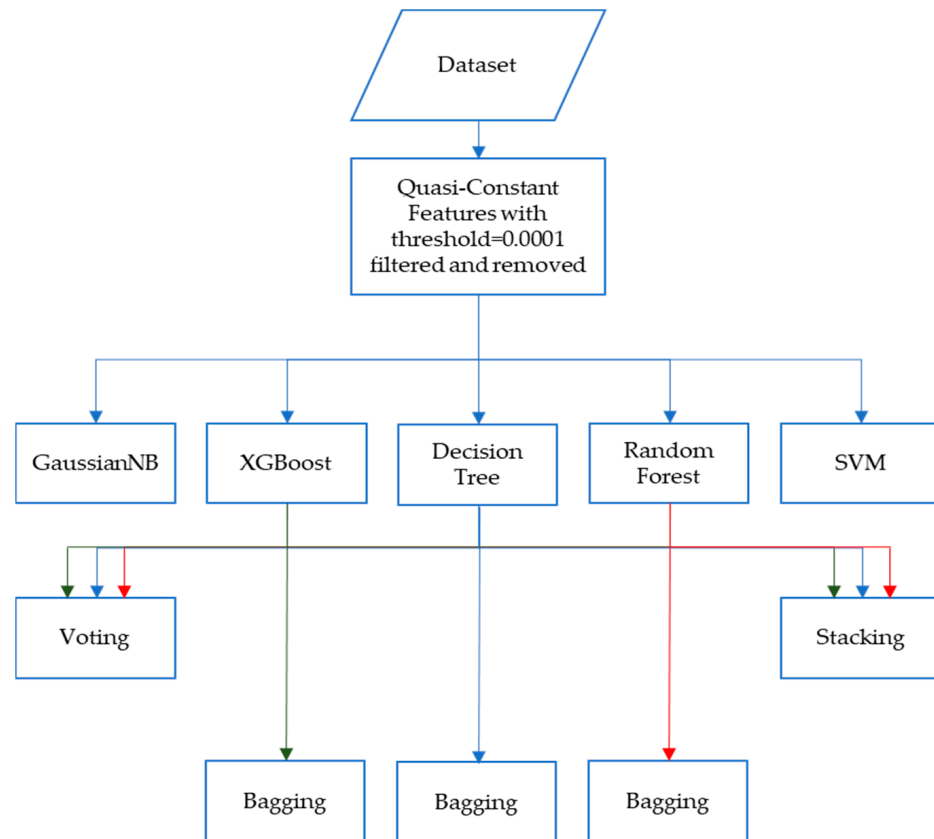 Dataset
Quasi-Constant
Features with
threshold=0.0001
filtered and removed
GaussianNB
XGBoost
Decision
Tree
Random
Forest
SVM
Voting
Stacking
Bagging
Bagging
Bagging